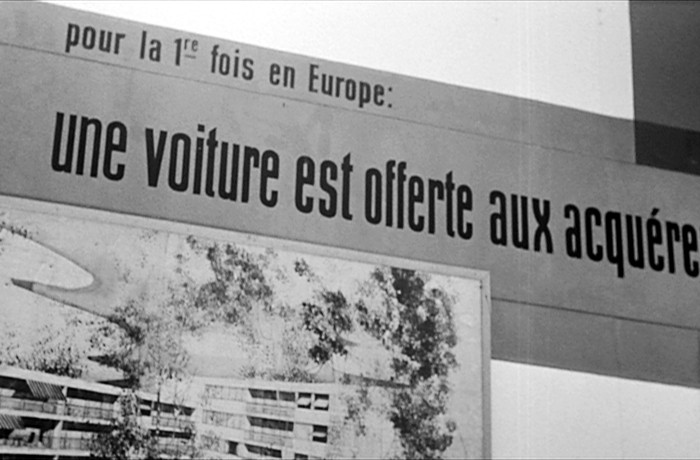 pour la 1re fois en Europe:
une voiture est offerte aux acquére